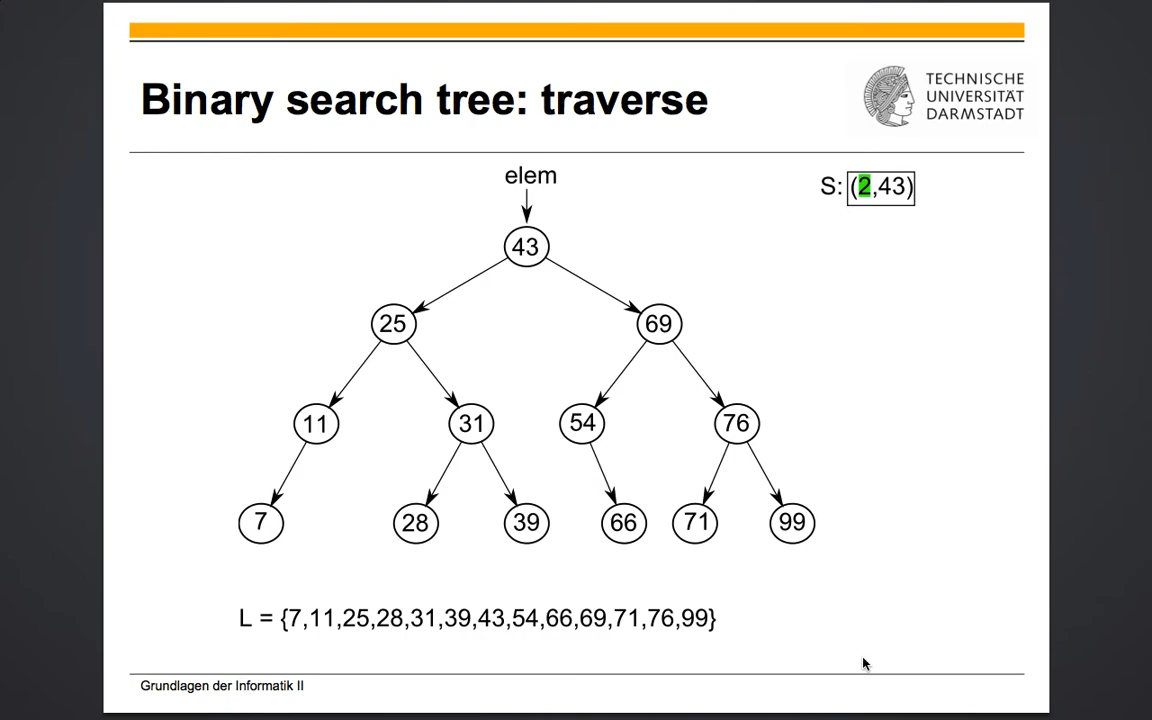 Binary search tree: traverse
TECHNISCHE
UNIVERSITÄT
DARMSTADT
elem
S: (2,43)
43
25
69
11
31
54
76
7
28
39
66
71
99
L = {7,11,25,28,31,39,43,54,66,69,71,76,99}
Grundlagen der Informatik II